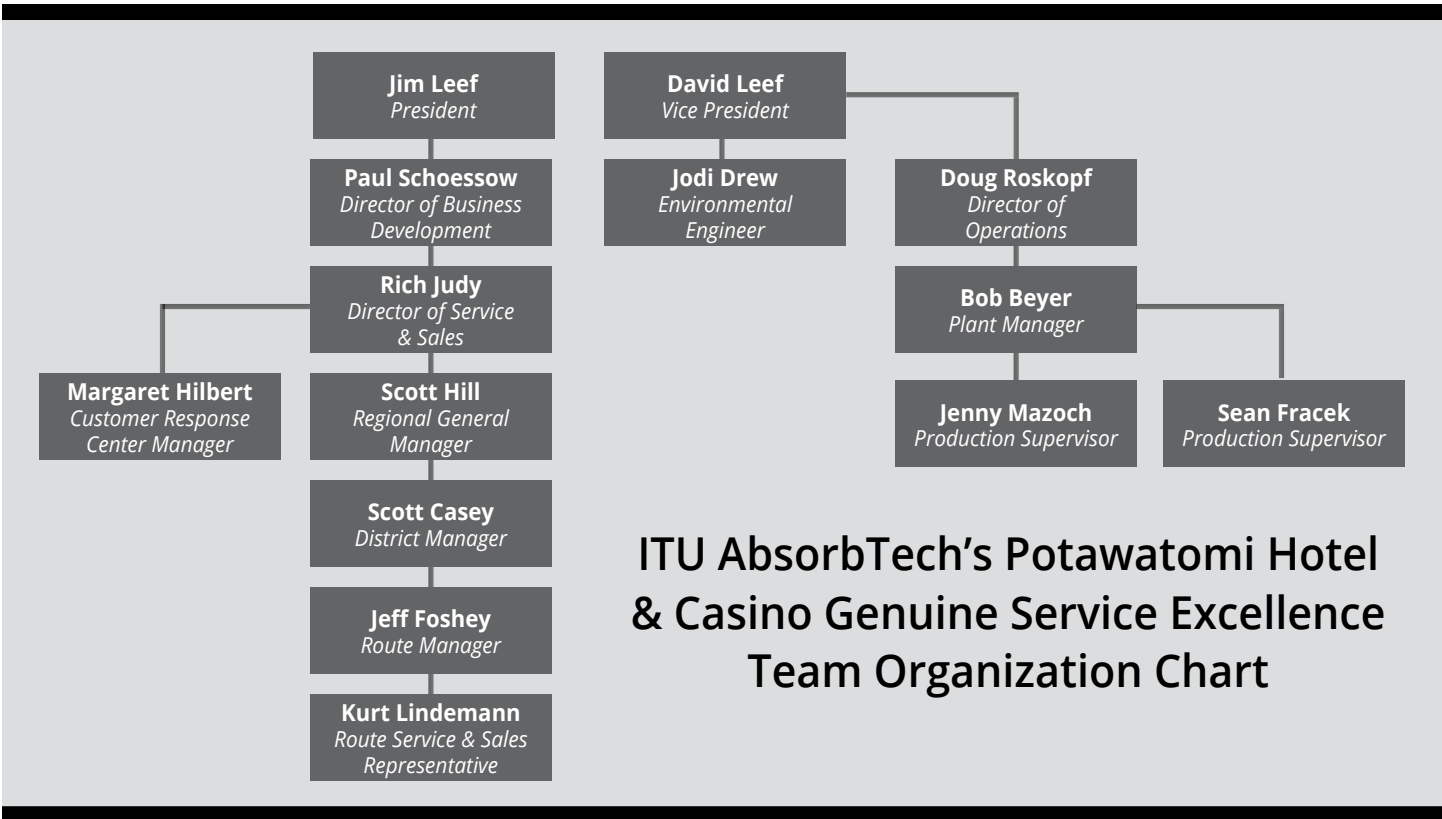 Jim Leef
President
David Leef
Vice President
Paul Schoessow
Director of Business
Development
Jodi Drew
Environmental
Engineer
Doug Roskopf
Director of
Operations
Rich Judy
Director of Service
& Sales
Bob Beyer
Plant Manager
Margaret Hilbert
Customer Response
Center Manager
Scott Hill
Regional General
Manager
Jenny Mazoch
Production Supervisor
Sean Fracek
Production Supervisor
Scott Casey
District Manager
Jeff Foshey
Route Manager
Kurt Lindemann
Route Service & Sales
Representative
ITU AbsorbTech’s Potawatomi Hotel
& Casino Genuine Service Excellence
Team Organization Chart